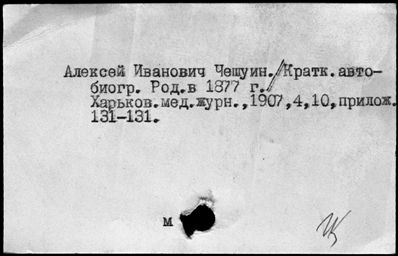 Алексей Иванович Чешуин./Кратк.авто-
биогр. Род.в 1877 г./
Харьков.мед.журн.,1907,4,10,прилож.
131-131.
м